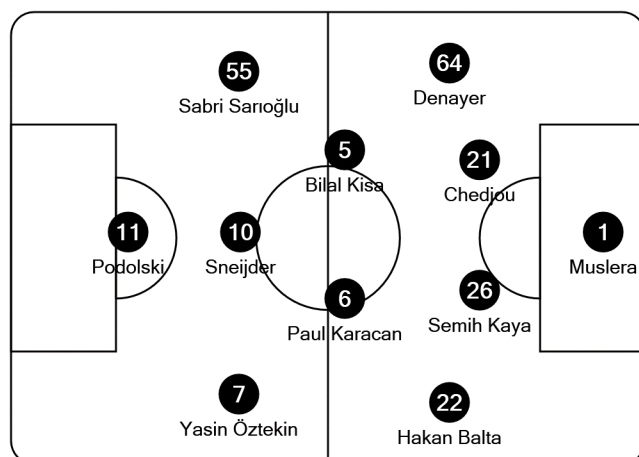 64
Denayer
55
Sabri Sarıoğlu
5
Bilal Kisa
21
Chedjou
11
Podolski
10
Sneijder
1
Muslera
6
Paul Karacan
26
Semih Kaya
7
Yasin Öztekin
22
Hakan Balta